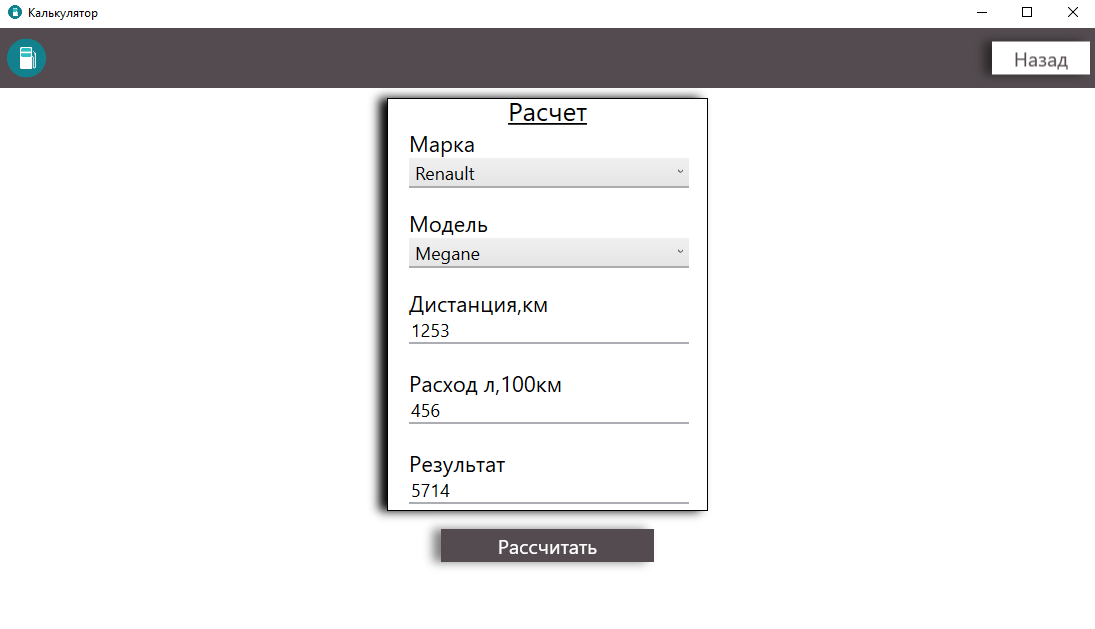 Калькулятор
Назад
Расчет
Марка
Renault
Модель
Megane
Дистанция,км
1253
Расход л,100км
456
Результат
5714
Рассчитать